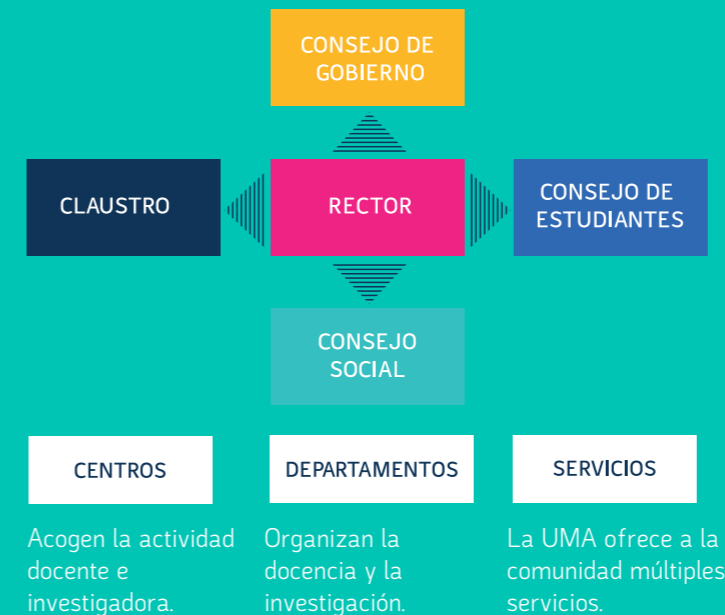 CONSEJO DE
GOBIERNO
CLAUSTRO
RECTOR
CONSEJO DE
ESTUDIANTES
CONSEJO
SOCIAL
CENTROS
DEPARTAMENTOS
SERVICIOS
Acogen la actividad
docente e
investigadora.
Organizan la
docencia y la
investigación.
La UMA ofrece a la
comunidad múltiples
servicios.